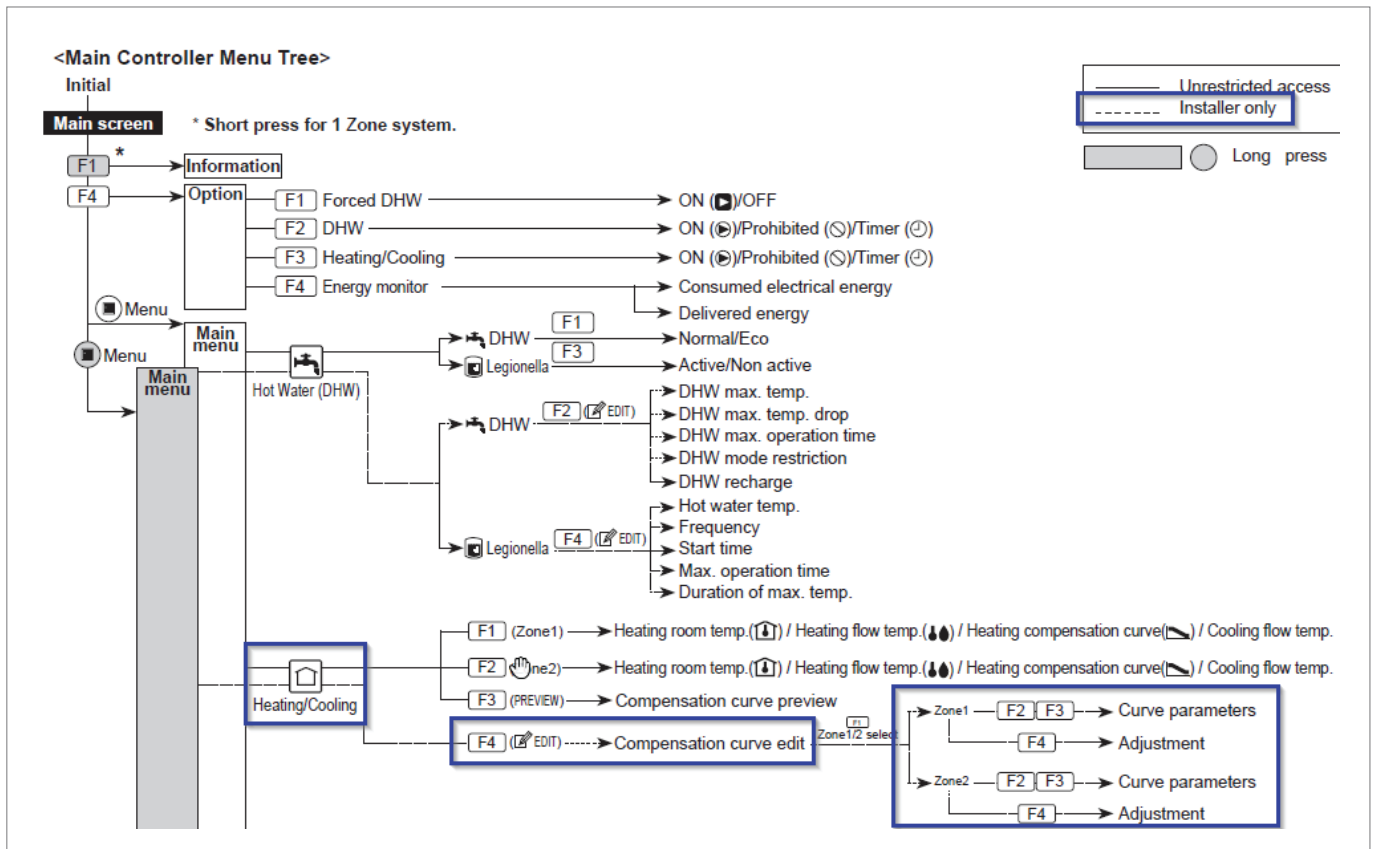 <Main Controller Menu Tree>
Initial
Main screen
* Short press for 1 Zone system.
Unrestricted access
Installer only
Long press
F1 * Information
F4 Option
F1 Forced DHW ON ( )/OFF
F2 DHW ON ( )/Prohibited ( )/Timer ( )
F3 Heating/Cooling ON ( )/Prohibited ( )/Timer ( )
F4 Energy monitor Consumed electrical energy
Delivered energy
Menu
Main menu
Menu
Main menu
Hot Water (DHW)
DHW F1 Normal/Eco
Legionella F3 Active/Non active
DHW F2 ( EDIT)
DHW max. temp.
DHW max. temp. drop
DHW max. operation time
DHW mode restriction
DHW recharge
Legionella F4 ( EDIT)
Hot water temp.
Frequency
Start time
Max. operation time
Duration of max. temp.
Heating/Cooling
F1 (Zone1) Heating room temp.( ) / Heating flow temp.( ) / Heating compensation curve( ) / Cooling flow temp.
F2 ne2) Heating room temp.( ) / Heating flow temp.( ) / Heating compensation curve( ) / Cooling flow temp.
F3 (PREVIEW) Compensation curve preview
F4 ( EDIT) Compensation curve edit
F1
Zone1/2 select
Zone1 F2 F3 Curve parameters
F4 Adjustment
Zone2 F2 F3 Curve parameters
F4 Adjustment